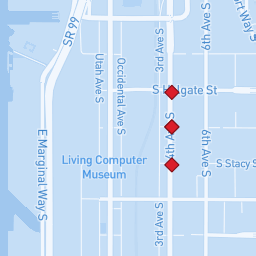 SR 99
Utah Ave S
Occidental Ave S
3rd Ave S
6th Ave S
S Holgate St
E Marginal Way S
Living Computer
Museum
4th Ave S
6th Ave S
S Stacy St
3rd Ave S